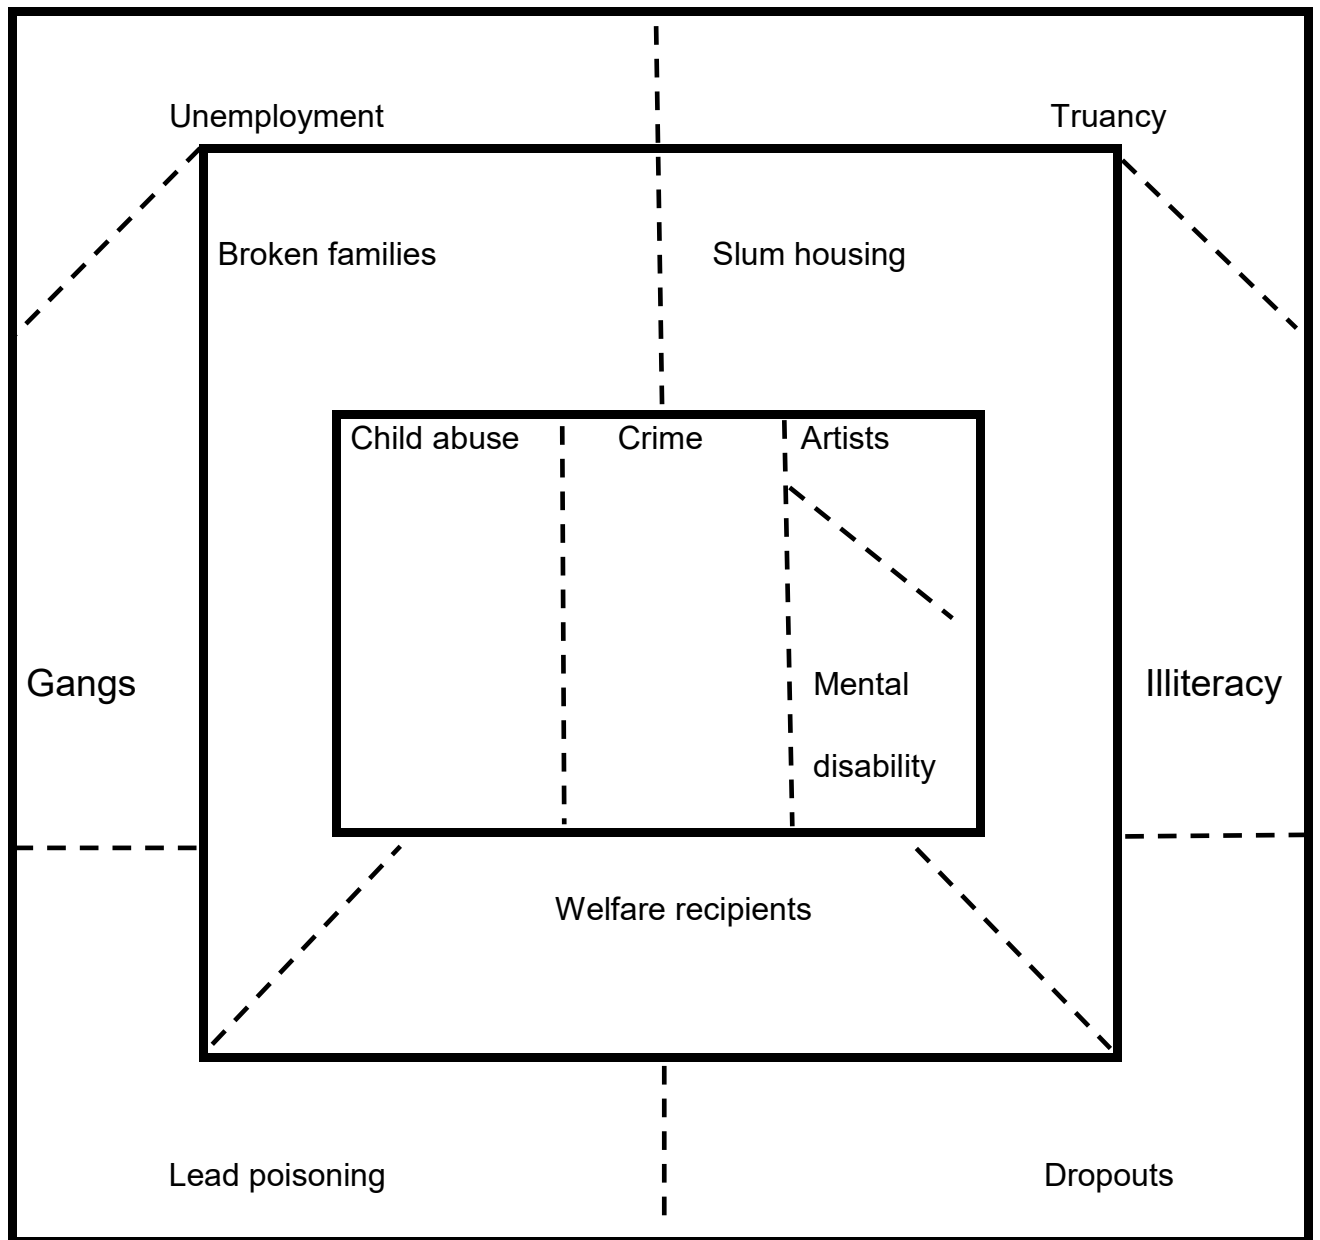 Unemployment
Truancy
Broken families
Slum housing
Child abuse
Crime
Artists
Gangs
Mental
disability
Illiteracy
Welfare recipients
Lead poisoning
Dropouts